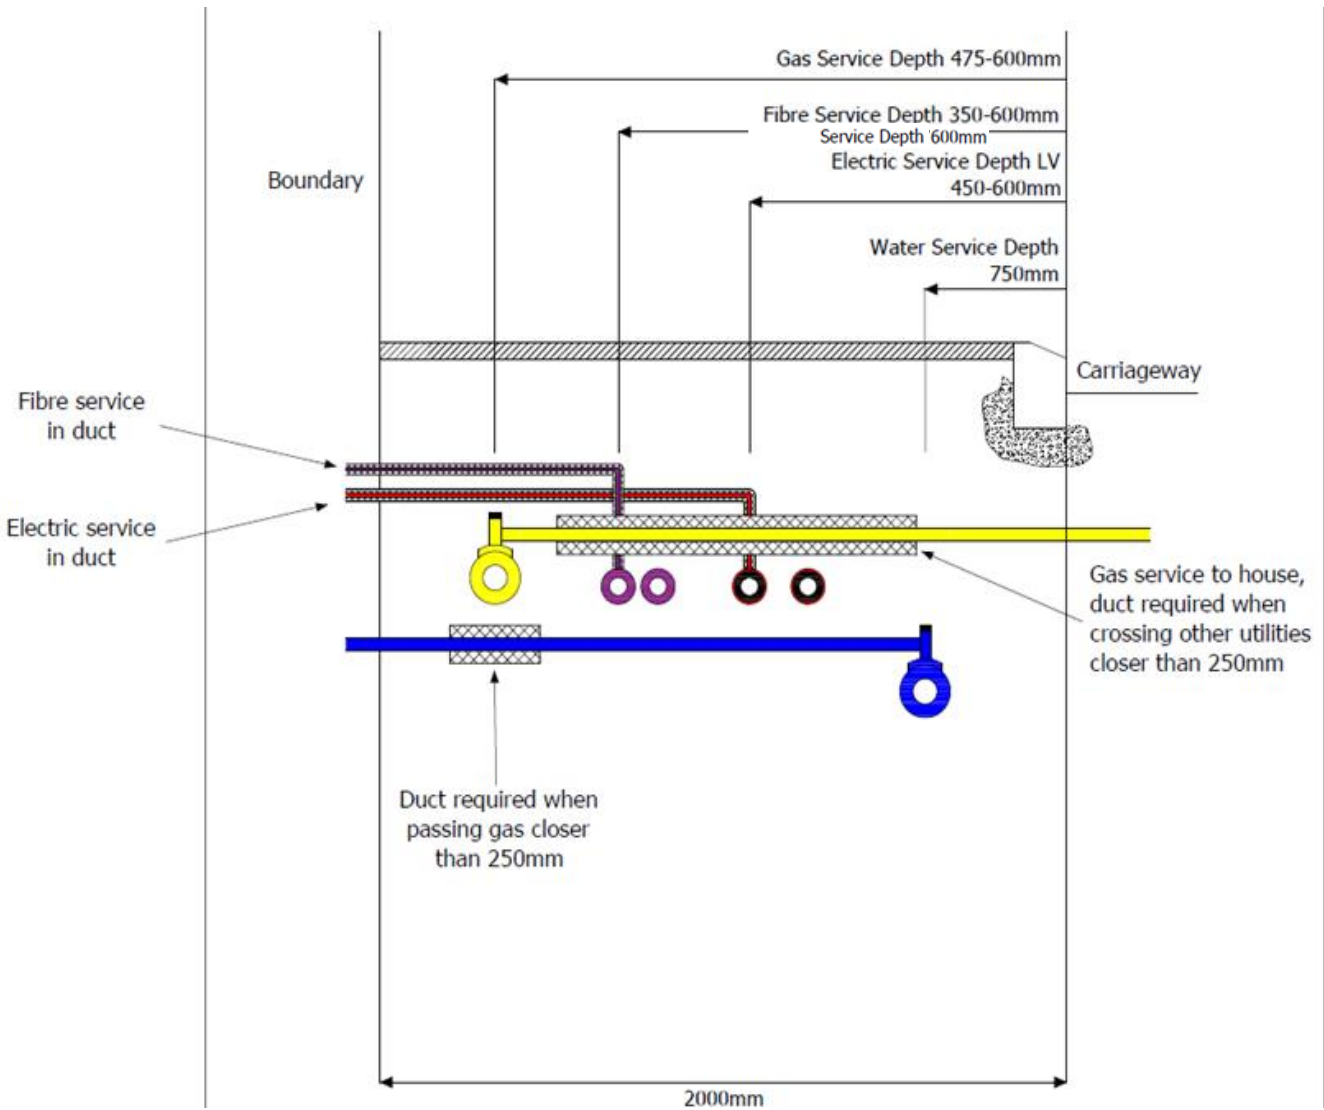 Gas Service Depth 475-600mm
Fibre Service Depth 350-600mm
Service Depth 600mm
Electric Service Depth LV
450-600mm
Boundary
Water Service Depth
750mm
Carriageway
Fibre service
in duct
Electric service
in duct
Gas service to house,
duct required when
crossing other utilities
closer than 250mm
Duct required when
passing gas closer
than 250mm
2000mm